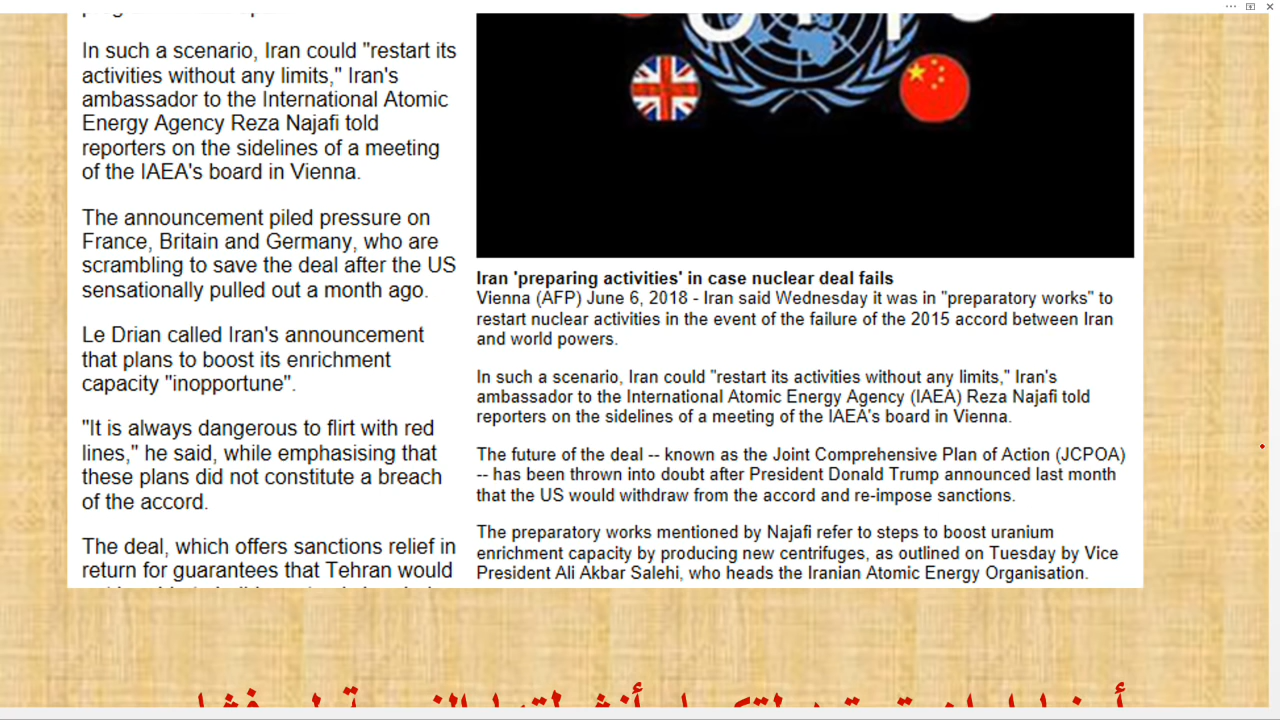 In such a scenario, Iran could "restart its
activities without any limits," Iran's
ambassador to the International Atomic
Energy Agency Reza Najafi told
reporters on the sidelines of a meeting
of the IAEA's board in Vienna.
The announcement piled pressure on
France, Britain and Germany, who are
scrambling to save the deal after the US
sensationally pulled out a month ago.
Le Drian called Iran's announcement
that plans to boost its enrichment
capacity "inopportune".
"It is always dangerous to flirt with red
lines," he said, while emphasising that
these plans did not constitute a breach
of the accord.
The deal, which offers sanctions relief in
return for guarantees that Tehran would
Iran 'preparing activities' in case nuclear deal fails
Vienna (AFP) June 6, 2018 - Iran said Wednesday it was in "preparatory works" to
restart nuclear activities in the event of the failure of the 2015 accord between Iran
and world powers.
In such a scenario, Iran could "restart its activities without any limits," Iran's
ambassador to the International Atomic Energy Agency (IAEA) Reza Najafi told
reporters on the sidelines of a meeting of the IAEA's board in Vienna.
The future of the deal -- known as the Joint Comprehensive Plan of Action (JCPOA)
-- has been thrown into doubt after President Donald Trump announced last month
that the US would withdraw from the accord and re-impose sanctions.
The preparatory works mentioned by Najafi refer to steps to boost uranium
enrichment capacity by producing new centrifuges, as outlined on Tuesday by Vice
President Ali Akbar Salehi, who heads the Iranian Atomic Energy Organisation.